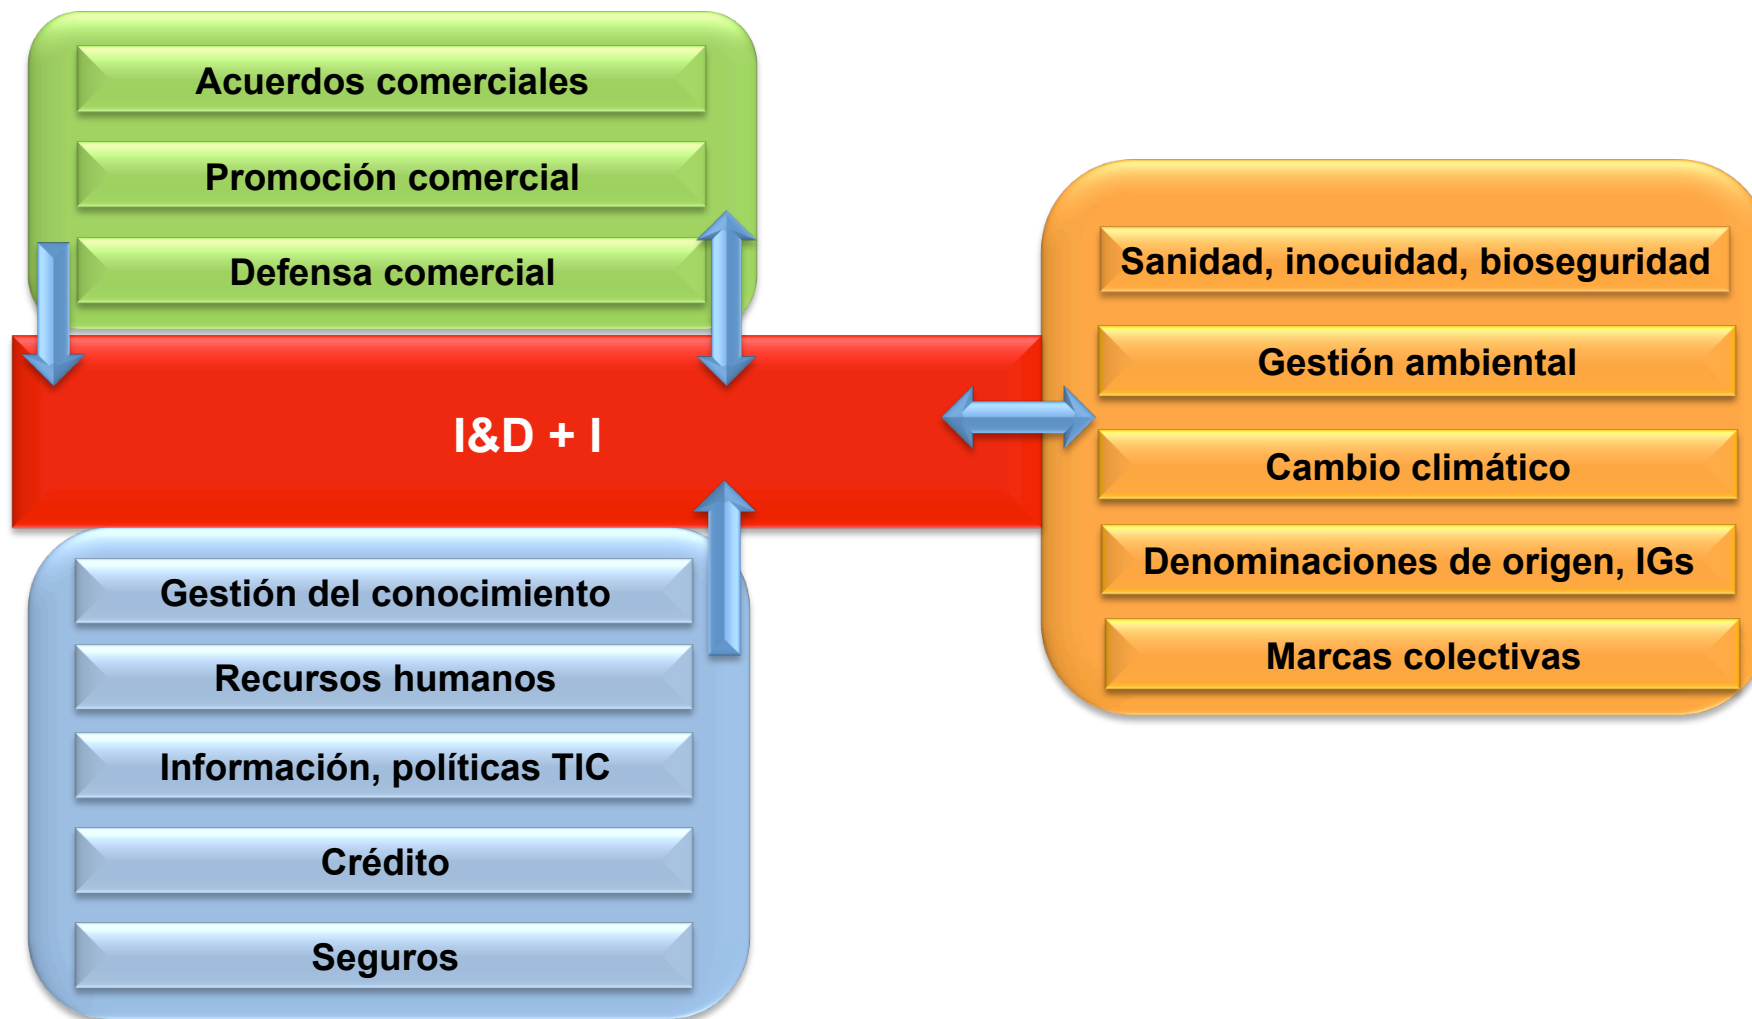 Acuerdos comerciales
Promoción comercial
Defensa comercial
I&D + I
Gestión del conocimiento
Recursos humanos
Información, políticas TIC
Crédito
Seguros
Sanidad, inocuidad, bioseguridad
Gestión ambiental
Cambio climático
Denominaciones de origen, IGs
Marcas colectivas